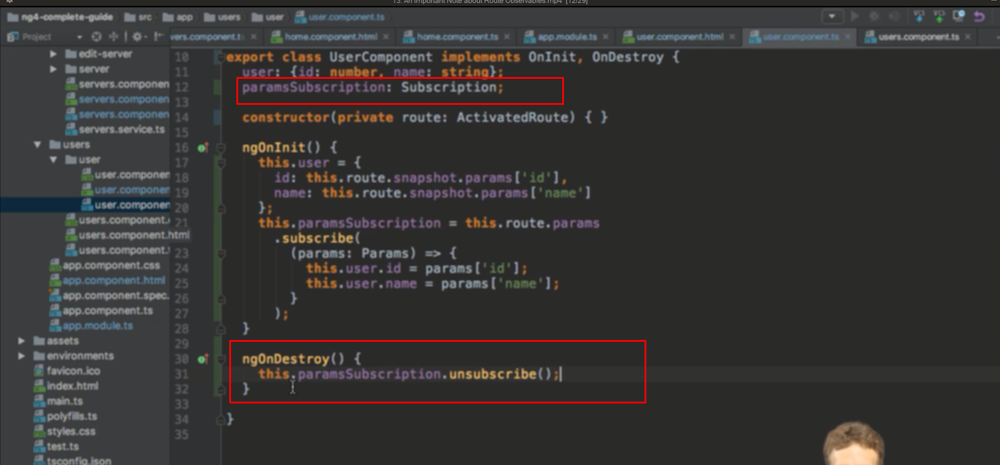 13. An Important Note about Route Observables.mp4 [12/29]
ng4-complete-guide src app users user user.component.ts
VCS VCS
Project
vers.component.ts home.component.html home.component.ts app.module.ts user.component.html user.component.ts users.component.ts
edit-server
server
servers.componen
servers.componen
servers.componen
servers.service.ts
users
user
user.componen
user.componen
user.componen
users.component.
users.component.html
users.component.
app.component.css
app.component.html
app.component.spec.
app.component.ts
app.module.ts
assets
environments
favicon.ico
index.html
main.ts
polyfills.ts
styles.css
test.ts
tsconfig.json
10 export class UserComponent implements OnInit, OnDestroy {
11 user: {id: number, name: string};
12 paramsSubscription: Subscription;
13
14 constructor(private route: ActivatedRoute) { }
15
16 ngOnInit() {
17 this.user = {
18 id: this.route.snapshot.params['id'],
19 name: this.route.snapshot.params['name']
20 };
21 this.paramsSubscription = this.route.params
.subscribe(
23 (params: Params) => {
24 this.user.id = params['id'];
25 this.user.name = params['name'];
26 }
27 );
28 }
29
30 ngOnDestroy() {
31 this.paramsSubscription.unsubscribe();
32 }
33
34 }
35